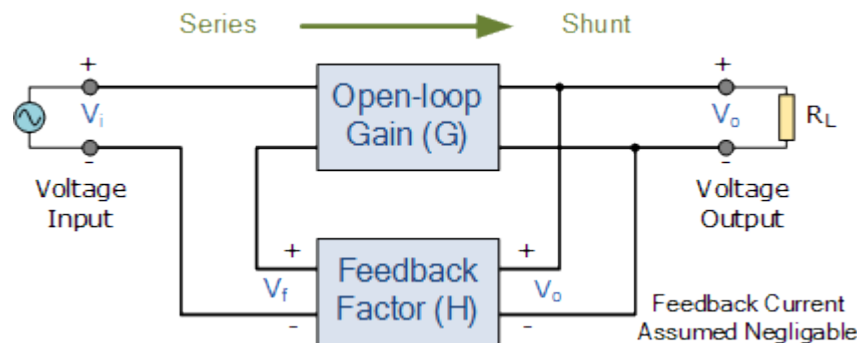 Series
Shunt
+
Vi
-
Voltage
Input
Open-loop
Gain (G)
+
Vo
-
RL
Voltage
Output
+
Vf
-
Feedback
Factor (H)
+
Vo
-
Feedback Current
Assumed Negligable